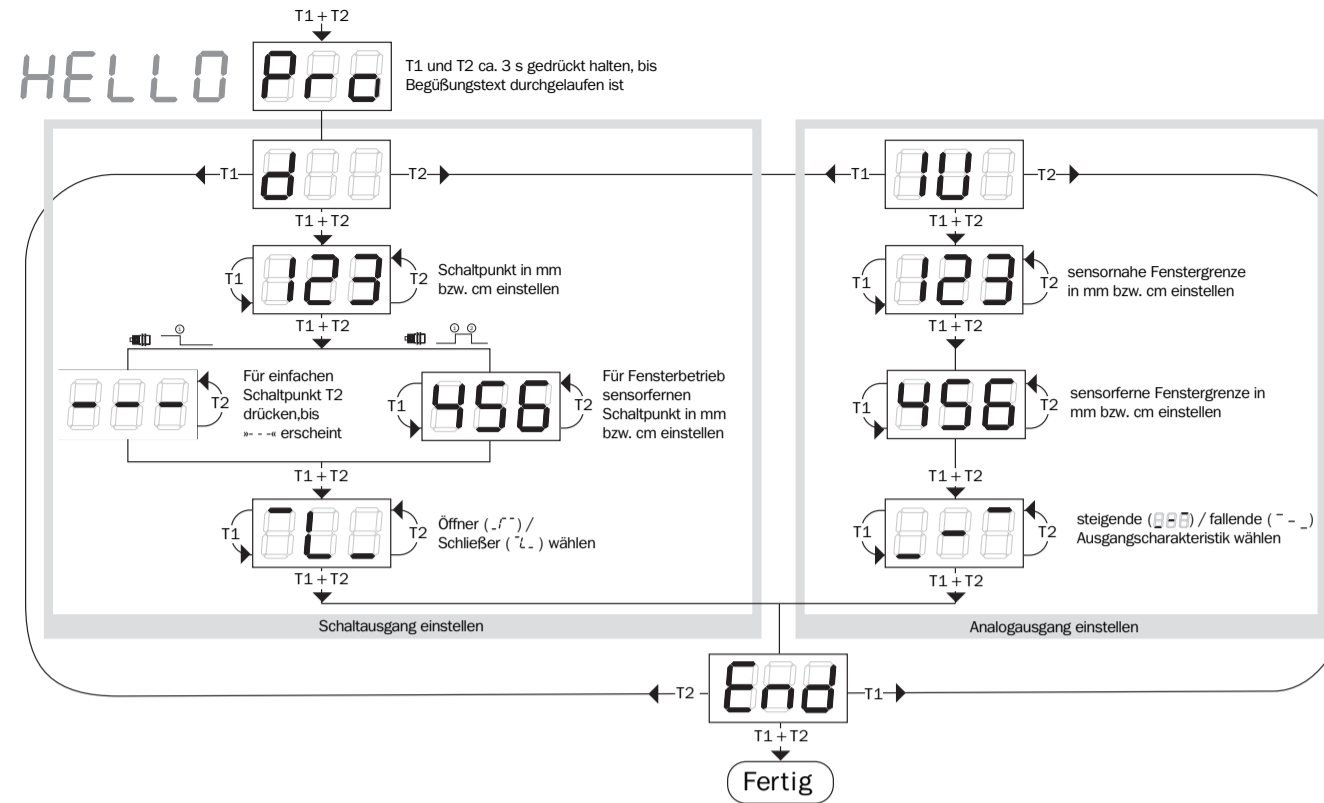 T1 + T2
HELLO
Pro
T1 und T2 ca. 3 s gedrückt halten, bis
Begüßungstext durchgelaufen ist
T1
d
T2
T1 + T2
T1
123
T2
Schaltpunkt in mm
bzw. cm einstellen
T1 + T2
1
1 2
- - -
T2
Für einfachen
Schaltpunkt T2
drücken,bis
»- - -« erscheint
T1
456
T2
Für Fensterbetrieb
sensorfernen
Schaltpunkt in mm
bzw. cm einstellen
T1 + T2
T1
T2
Öffner ( ) /
Schließer ( ) wählen
T1 + T2
Schaltausgang einstellen
T1
IU
T2
T1 + T2
T1
123
T2
sensornahe Fenstergrenze
in mm bzw. cm einstellen
T1 + T2
T1
456
T2
sensorferne Fenstergrenze in
mm bzw. cm einstellen
T1 + T2
T1
T2
steigende ( ) / fallende ( )
Ausgangscharakteristik wählen
T1 + T2
Analogausgang einstellen
T2
End
T1
T1 + T2
Fertig